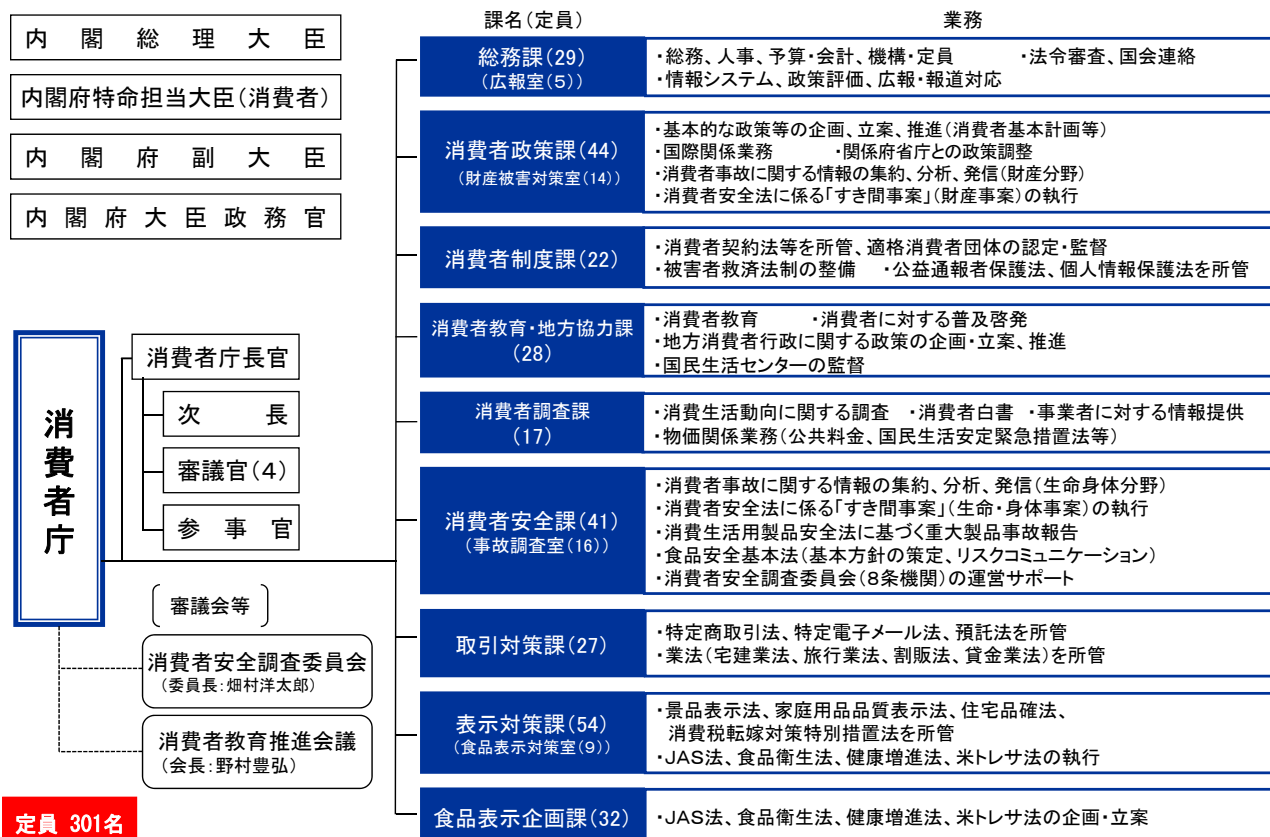 内閣総理大臣
内閣府特命担当大臣(消費者)
内閣府副大臣
内閣府大臣政務官
消費者庁
消費者庁長官
次長
審議官(4)
参事官
審議会等
消費者安全調査委員会
(委員長:畑村洋太郎)
消費者教育推進会議
(会長:野村豊弘)
定員 301名
課名(定員) 業務
総務課(29)
(広報室(5))
・総務、人事、予算・会計、機構・定員 ・法令審査、国会連絡
・情報システム、政策評価、広報・報道対応
消費者政策課(44)
(財産被害対策室(14))
・基本的な政策等の企画、立案、推進(消費者基本計画等)
・国際関係業務 ・関係府省庁との政策調整
・消費者事故に関する情報の集約、分析、発信(財産分野)
・消費者安全法に係る「すき間事案」(財産事案)の執行
消費者制度課(22)
・消費者契約法等を所管、適格消費者団体の認定・監督
・被害者救済法制の整備 ・公益通報者保護法、個人情報保護法を所管
消費者教育・地方協力課
(28)
・消費者教育 ・消費者に対する普及啓発
・地方消費者行政に関する政策の企画・立案、推進
・国民生活センターの監督
消費者調査課
(17)
・消費生活動向に関する調査 ・消費者白書 ・事業者に対する情報提供
・物価関係業務(公共料金、国民生活安定緊急措置法等)
消費者安全課(41)
(事故調査室(16))
・消費者事故に関する情報の集約、分析、発信(生命身体分野)
・消費者安全法に係る「すき間事案」(生命・身体事案)の執行
・消費生活用製品安全法に基づく重大製品事故報告
・食品安全基本法(基本方針の策定、リスクコミュニケーション)
・消費者安全調査委員会(8条機関)の運営サポート
取引対策課(27)
・特定商取引法、特定電子メール法、預託法を所管
・業法(宅建業法、旅行業法、割販法、貸金業法)を所管
表示対策課(54)
(食品表示対策室(9))
・景品表示法、家庭用品品質表示法、住宅品確法、
消費税転嫁対策特別措置法を所管
・JAS法、食品衛生法、健康増進法、米トレサ法の執行
食品表示企画課(32)
・JAS法、食品衛生法、健康増進法、米トレサ法の企画・立案